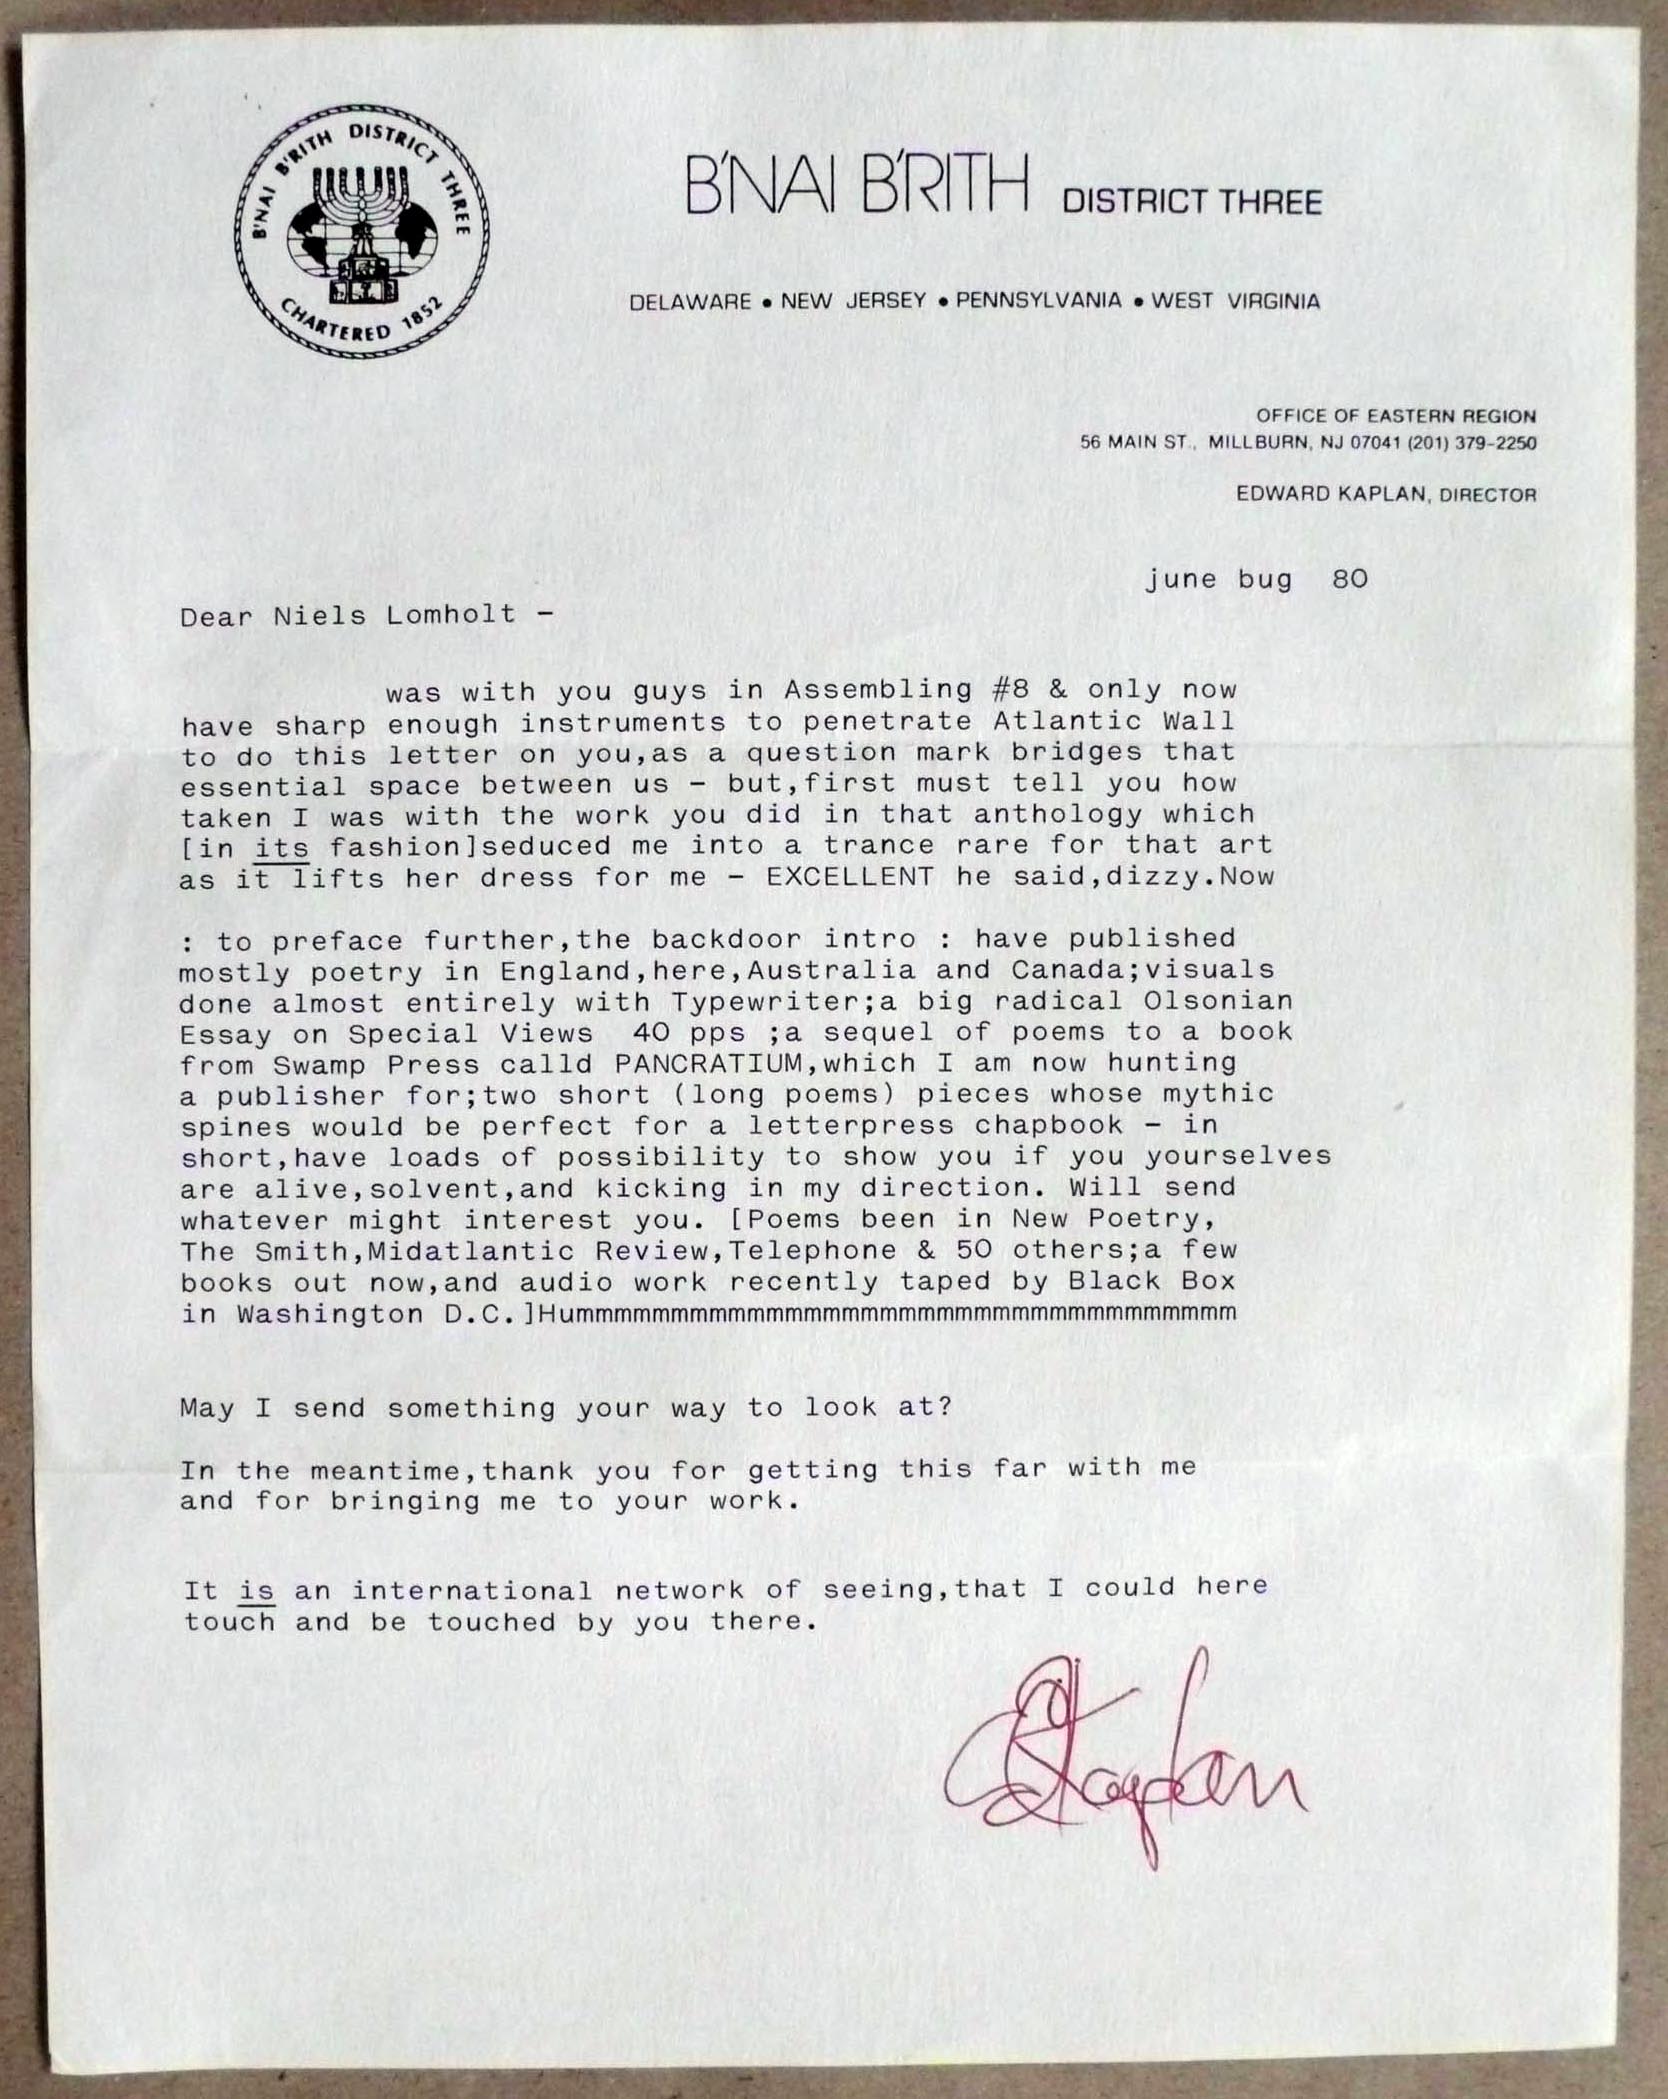 B'NAI B'RITH DISTRICT THREE
CHARTERED 1852
B'NAI B'RITH DISTRICT THREE
DELAWARE • NEW JERSEY • PENNSYLVANIA • WEST VIRGINIA
OFFICE OF EASTERN REGION
56 MAIN ST., MILLBURN, NJ 07041 (201) 379-2250
EDWARD KAPLAN, DIRECTOR
june bug  80
Dear Niels Lomholt -
was with you guys in Assembling #8 & only now
have sharp enough instruments to penetrate Atlantic Wall
to do this letter on you,as a question mark bridges that
essential space between us - but,first must tell you how
taken I was with the work you did in that anthology which
[in its fashion]seduced me into a trance rare for that art
as it lifts her dress for me - EXCELLENT he said,dizzy.Now
: to preface further,the backdoor intro : have published
mostly poetry in England,here,Australia and Canada;visuals
done almost entirely with Typewriter;a big radical Olsonian
Essay on Special Views  40 pps ;a sequel of poems to a book
from Swamp Press calld PANCRATIUM,which I am now hunting
a publisher for;two short (long poems) pieces whose mythic
spines would be perfect for a letterpress chapbook - in
short,have loads of possibility to show you if you yourselves
are alive,solvent,and kicking in my direction. Will send
whatever might interest you. [Poems been in New Poetry,
The Smith,Midatlantic Review,Telephone & 50 others;a few
books out now,and audio work recently taped by Black Box
in Washington D.C.]Hummmmmmmmmmmmmmmmmmmmmmmmmmmmmmmmmmmm
May I send something your way to look at?
In the meantime,thank you for getting this far with me
and for bringing me to your work.
It is an international network of seeing,that I could here
touch and be touched by you there.
Ed Kaplan